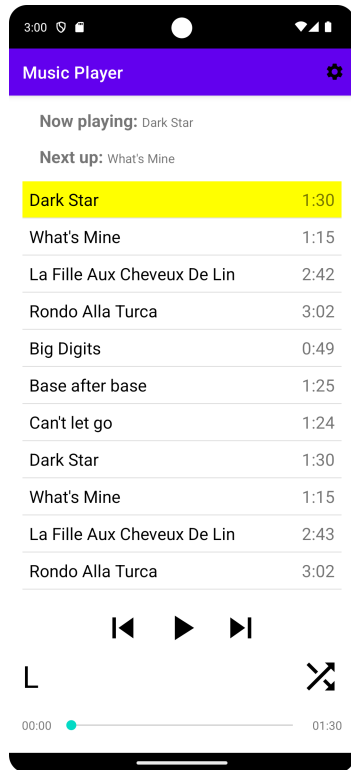 3:00
Music Player
Now playing: Dark Star
Next up: What's Mine
Dark Star 1:30
What's Mine 1:15
La Fille Aux Cheveux De Lin 2:42
Rondo Alla Turca 3:02
Big Digits 0:49
Base after base 1:25
Can't let go 1:24
Dark Star 1:30
What's Mine 1:15
La Fille Aux Cheveux De Lin 2:43
Rondo Alla Turca 3:02
L
00:00 01:30